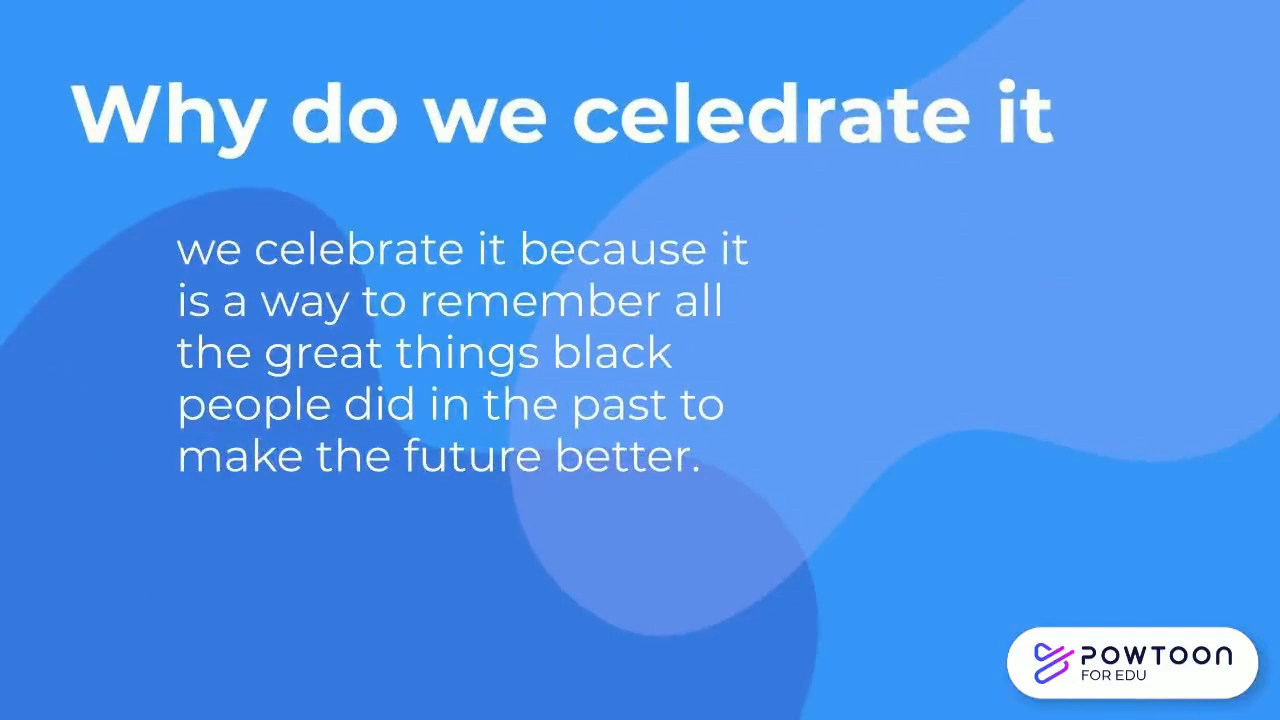 Why do we celedrate it
we celebrate it because it
is a way to remember all
the great things black
people did in the past to
make the future better.
POWTOON
FOR EDU